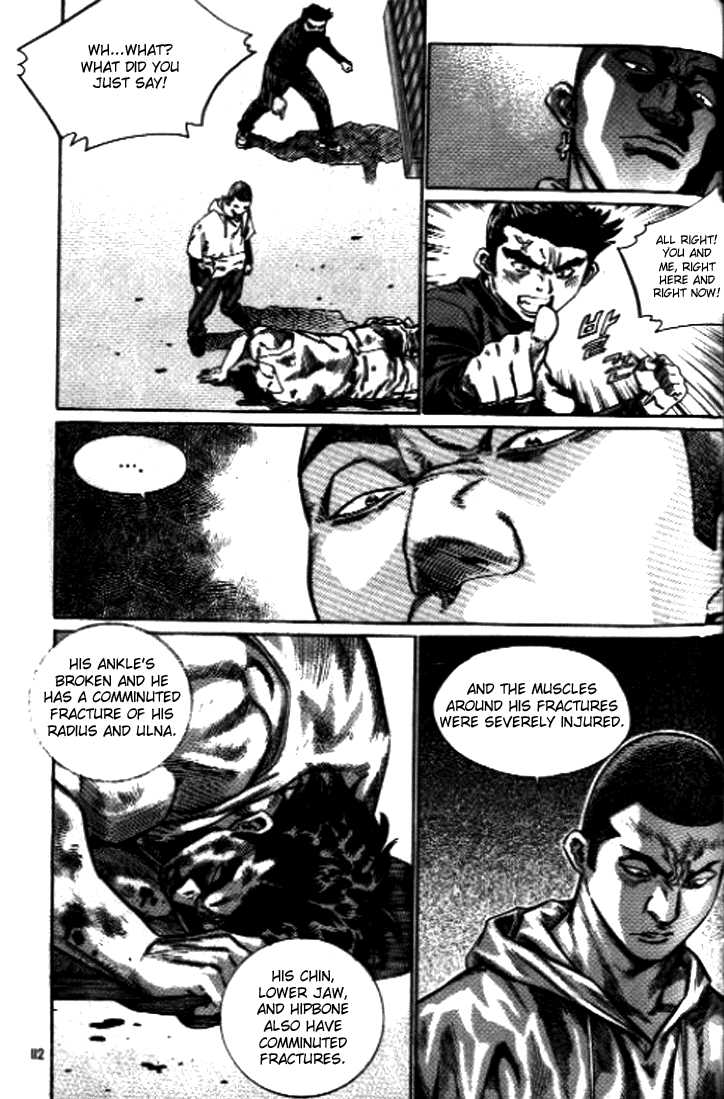 WH...WHAT?
WHAT DID YOU
JUST SAY!
ALL RIGHT!
YOU AND
ME, RIGHT
HERE AND
RIGHT NOW!
발
끈
....
HIS ANKLE'S
BROKEN AND HE
HAS A COMMINUTED
FRACTURE OF HIS
RADIUS AND ULNA.
AND THE MUSCLES
AROUND HIS FRACTURES
WERE SEVERELY INJURED.
HIS CHIN,
LOWER JAW,
AND HIPBONE
ALSO HAVE
COMMINUTED
FRACTURES.
112